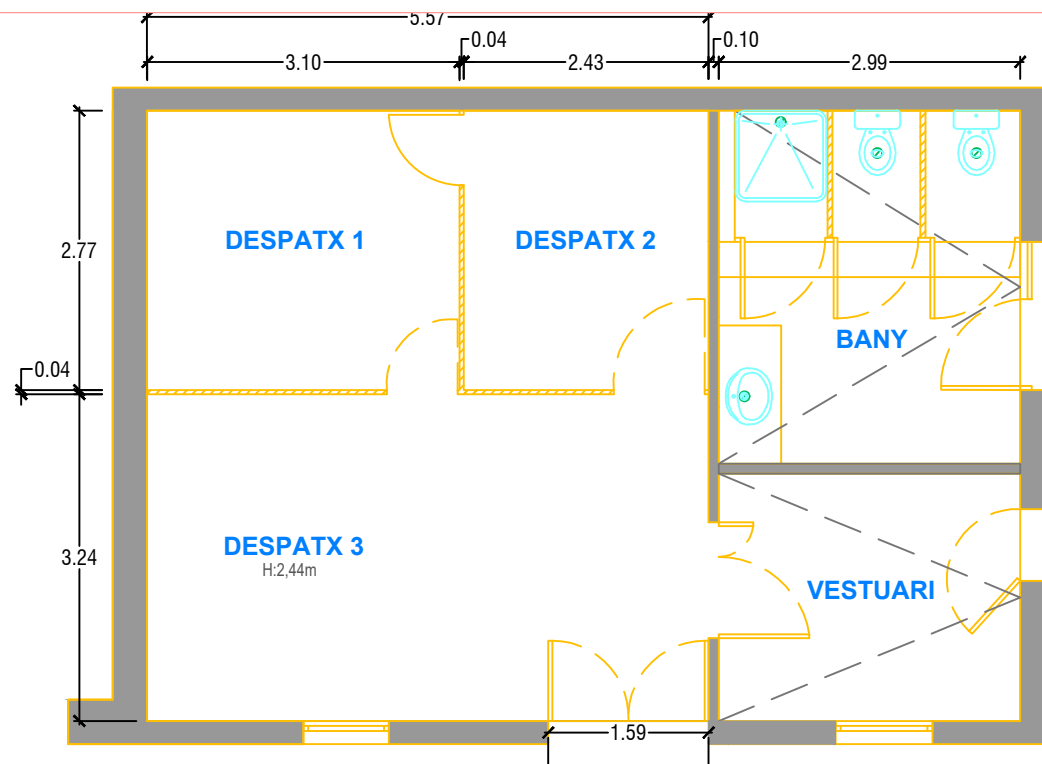 5.57
0.04
0.10
3.10
2.43
2.99
2.77
DESPATX 1
DESPATX 2
BANY
0.04
3.24
DESPATX 3
H:2,44m
VESTUARI
1.59